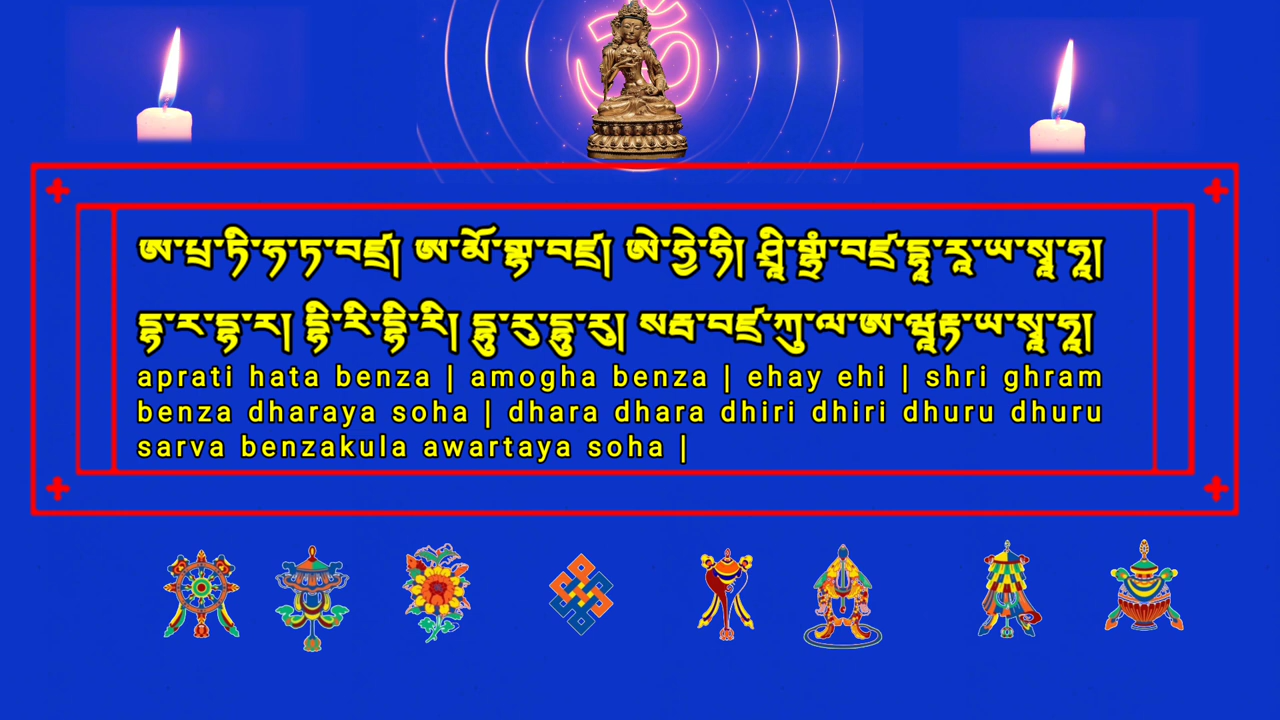 ཨ་པྲ་ཏི་ཧ་ཏ་བཛྲ། ཨ་མོ་གྷ་བཛྲ། ཨེ་ཧྱེ་ཧི། ཤྲཱི་གྷྲཾ་བཛྲ་དྷཱ་རཱ་ཡ་སྭཱ་ཧཱ།
དྷ་ར་དྷ་ར། དྷི་རི་དྷི་རི། དྷུ་རུ་དྷུ་རུ། སརྦ་བཛྲ་ཀུ་ལ་ཨ་ཝཱརྟ་ཡ་སྭཱ་ཧཱ།
aprati hata benza | amogha benza | ehay ehi | shri ghram
benza dharaya soha | dhara dhara dhiri dhiri dhuru dhuru
sarva benzakula awartaya soha |